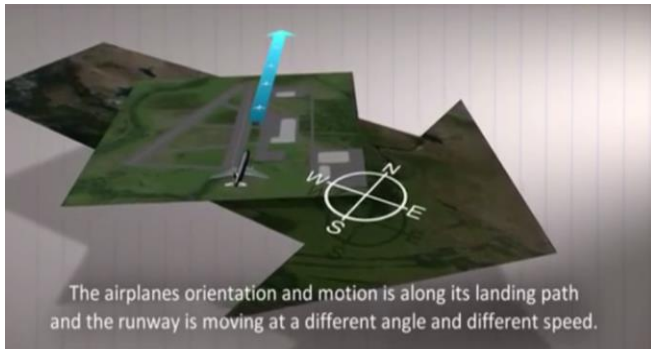 N
W
E
S
The airplanes orientation and motion is along its landing path
and the runway is moving at a different angle and different speed.